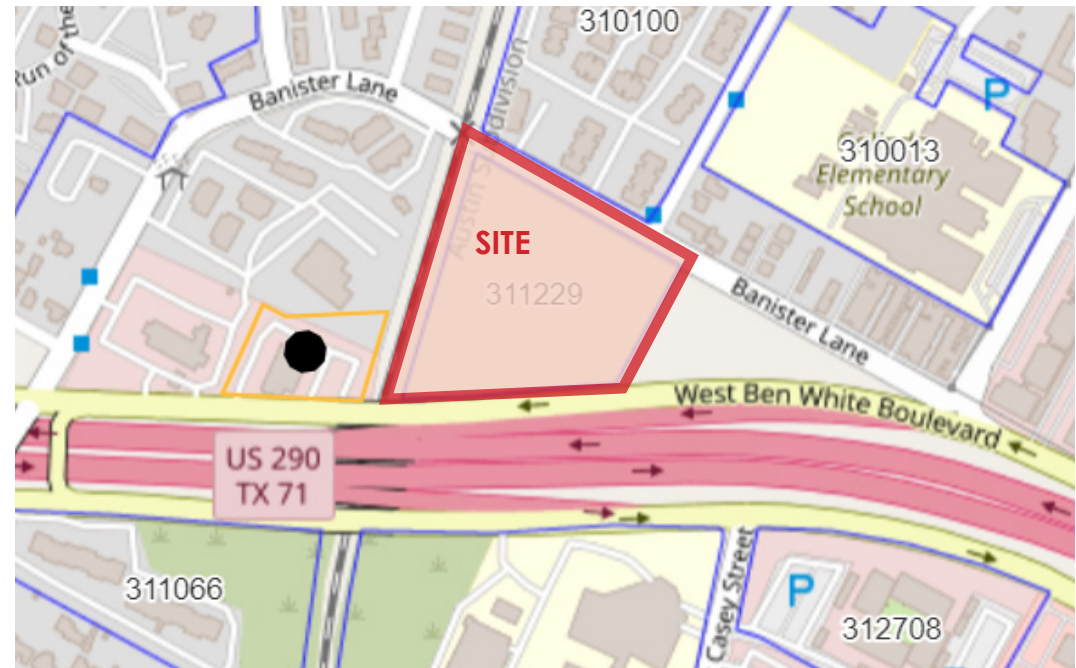 310100
Run of the
Banister Lane
Austin Subdivision
310013
Galindo
Elementary
School
P
SITE
311229
Banister Lane
West Ben White Boulevard
US 290
TX 71
311066
Casey Street
P
312708